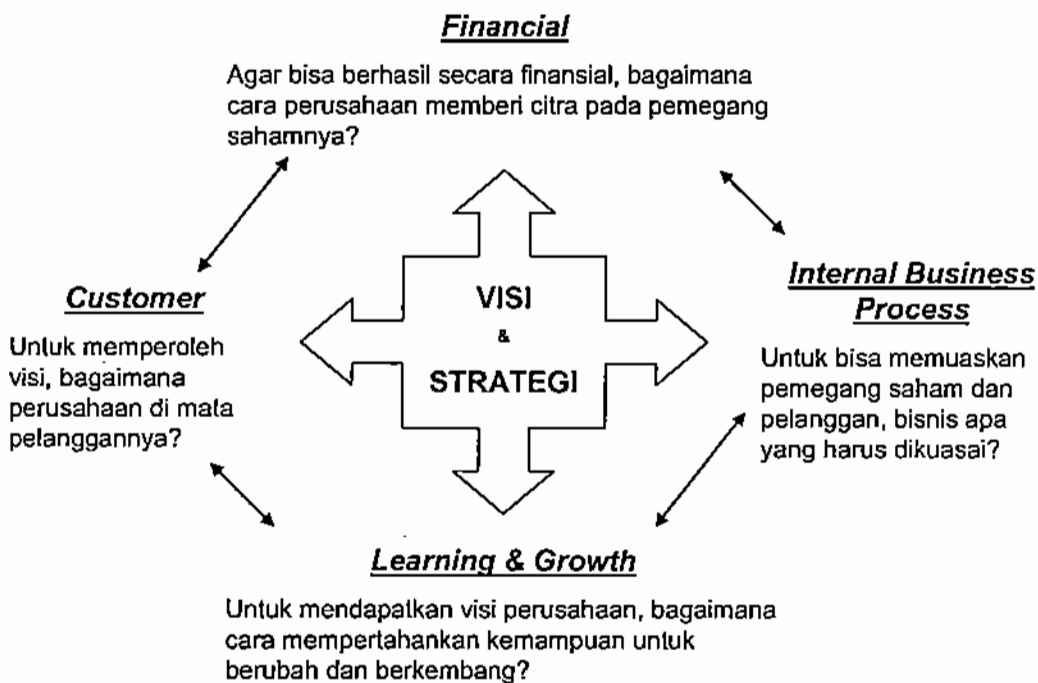 Financial
Agar bisa berhasil secara finansial, bagaimana
cara perusahaan memberi citra pada pemegang
sahamnya?
Customer
Untuk memperoleh
visi, bagaimana
perusahaan di mata
pelanggannya?
VISI
&
STRATEGI
Internal Business
Process
Untuk bisa memuaskan
pemegang saham dan
pelanggan, bisnis apa
yang harus dikuasai?
Learning & Growth
Untuk mendapatkan visi perusahaan, bagaimana
cara mempertahankan kemampuan untuk
berubah dan berkembang?